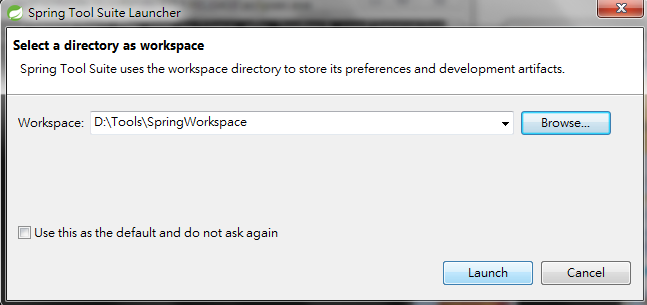 Spring Tool Suite Launcher
Select a directory as workspace
Spring Tool Suite uses the workspace directory to store its preferences and development artifacts.
Workspace: D:\Tools\SpringWorkspace Browse...
Use this as the default and do not ask again
Launch Cancel